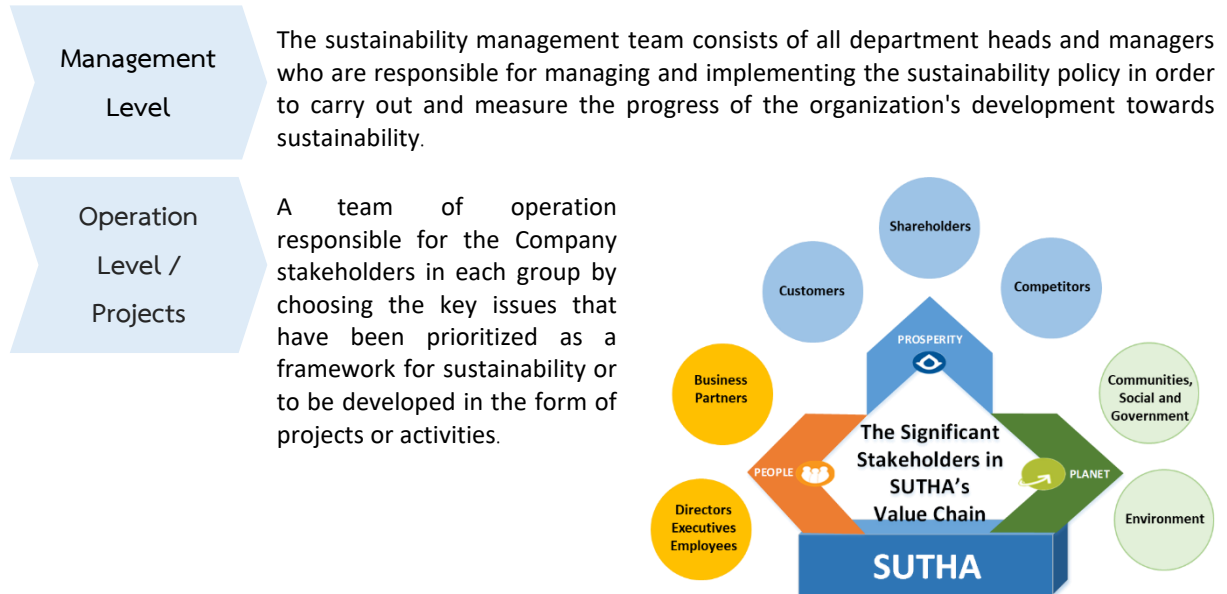 Management
Level
The sustainability management team consists of all department heads and managers
who are responsible for managing and implementing the sustainability policy in order
to carry out and measure the progress of the organization's development towards
sustainability.
Operation
Level /
Projects
A team of operation
responsible for the Company
stakeholders in each group by
choosing the key issues that
have been prioritized as a
framework for sustainability or
to be developed in the form of
projects or activities.
Shareholders
Customers
Competitors
PROSPERITY
Business
Partners
Communities,
Social and
Government
The Significant
Stakeholders in
SUTHA's
Value Chain
PEOPLE
PLANET
Directors
Executives
Employees
Environment
SUTHA